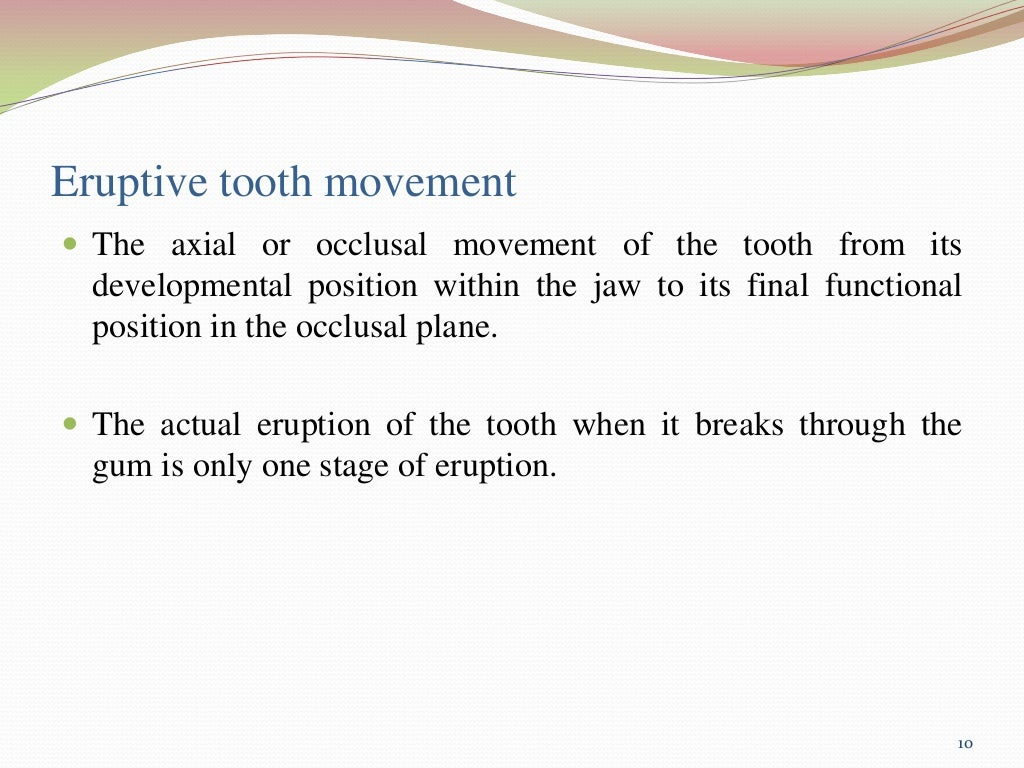 Eruptive tooth movement
• The axial or occlusal movement of the tooth from its
developmental position within the jaw to its final functional
position in the occlusal plane.
• The actual eruption of the tooth when it breaks through the
gum is only one stage of eruption.
10